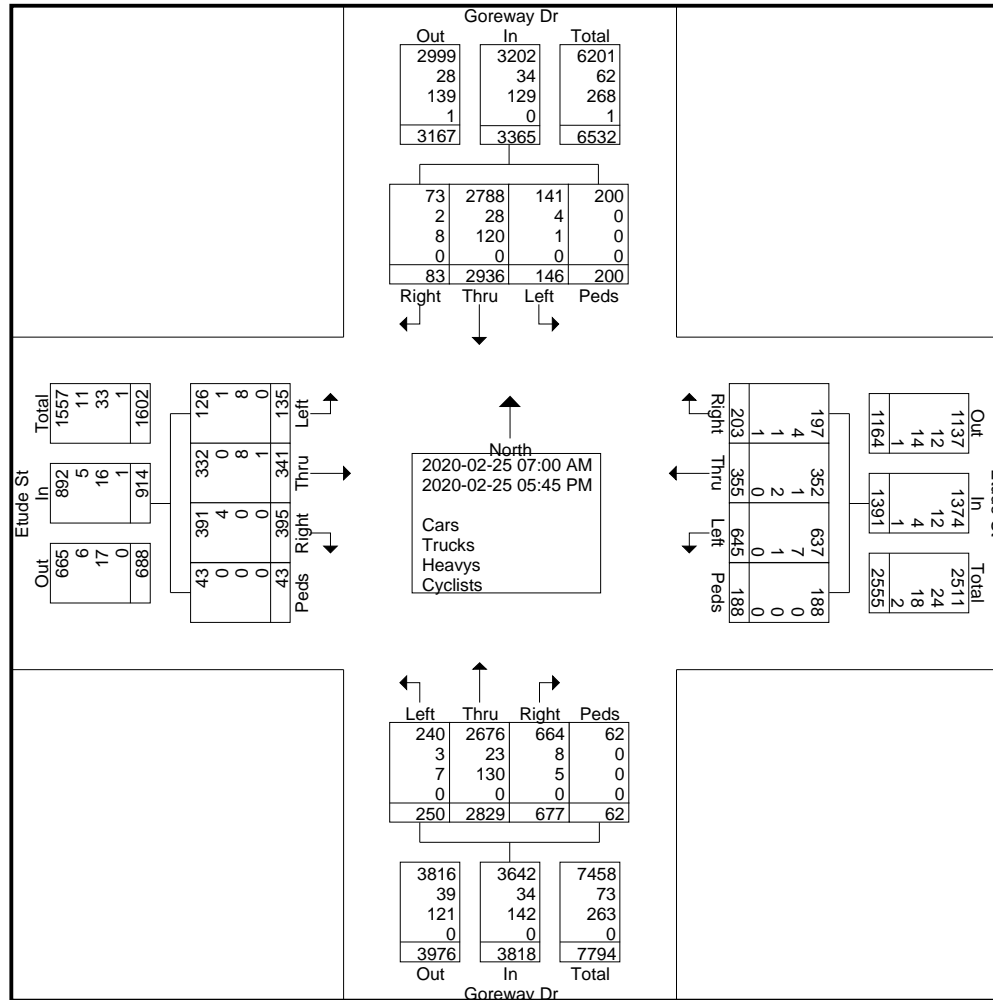 Goreway Dr
Out In Total
2999 3202 6201
28 34 62
139 129 268
1 0 1
3167 3365 6532
73 2788 141 200
2 28 4 0
8 120 1 0
0 0 0 0
83 2936 146 200
Right Thru Left Peds
Etude St
Total
1557 11 33 1 1602
In
892 5 16 1 914
Out
665 6 17 0 688
126 1 8 0 135
Left
332 0 8 1 341
Thru
391 4 0 0 395
Right
43 0 0 0 43
Peds
North
2020-02-25 07:00 AM
2020-02-25 05:45 PM
Cars
Trucks
Heavys
Cyclists
Right
203 1 1 4 197
Thru
355 0 2 1 352
Left
645 0 1 7 637
Peds
188 0 0 0 188
Out
1164 1 14 12 1137
In
1391 1 4 12 1374
Total
2555 2 18 24 2511
Left Thru Right Peds
240 2676 664 62
3 23 8 0
7 130 5 0
0 0 0 0
250 2829 677 62
3816 3642 7458
39 34 73
121 142 263
0 0 0
3976 3818 7794
Out In Total
Goreway Dr